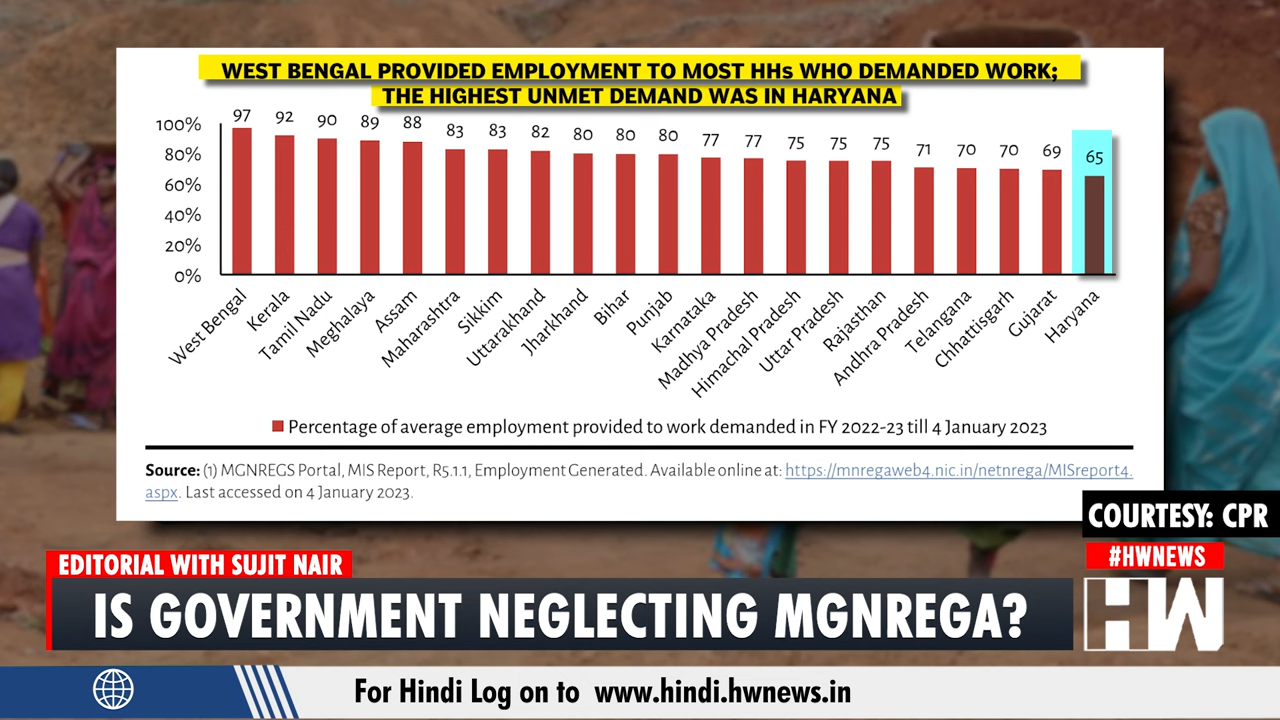 WEST BENGAL PROVIDED EMPLOYMENT TO MOST HHs WHO DEMANDED WORK;
THE HIGHEST UNMET DEMAND WAS IN HARYANA
97 92 90 89 88 83 83 82 80 80 80 77 77 75 75 75 71 70 70 69 65
100%
80%
60%
40%
20%
0%
West Bengal
Kerala
Tamil Nadu
Meghalaya
Assam
Maharashtra
Sikkim
Uttarakhand
Jharkhand
Bihar
Punjab
Karnataka
Madhya Pradesh
Himachal Pradesh
Uttar Pradesh
Rajasthan
Andhra Pradesh
Telangana
Chhattisgarh
Gujarat
Haryana
Percentage of average employment provided to work demanded in FY 2022-23 till 4 January 2023
Source: (1) MGNREGS Portal, MIS Report, R5.1.1, Employment Generated. Available online at: https://mnregaweb4.nic.in/netnrega/MISreport4.
aspx. Last accessed on 4 January 2023.
COURTESY: CPR
EDITORIAL WITH SUJIT NAIR
#HWNEWS
IS GOVERNMENT NEGLECTING MGNREGA?
HW
For Hindi Log on to www.hindi.hwnews.in